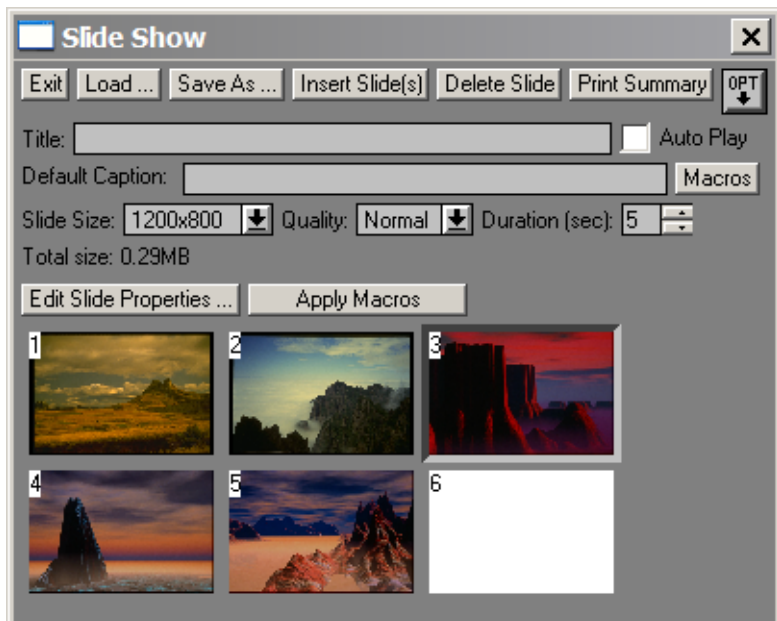 Slide Show
Exit Load ... Save As ... Insert Slide(s) Delete Slide Print Summary OPT
Title: Auto Play
Default Caption: Macros
Slide Size: 1200x800 Quality: Normal Duration (sec): 5
Total size: 0.29MB
Edit Slide Properties ... Apply Macros
1 2 3
4 5 6